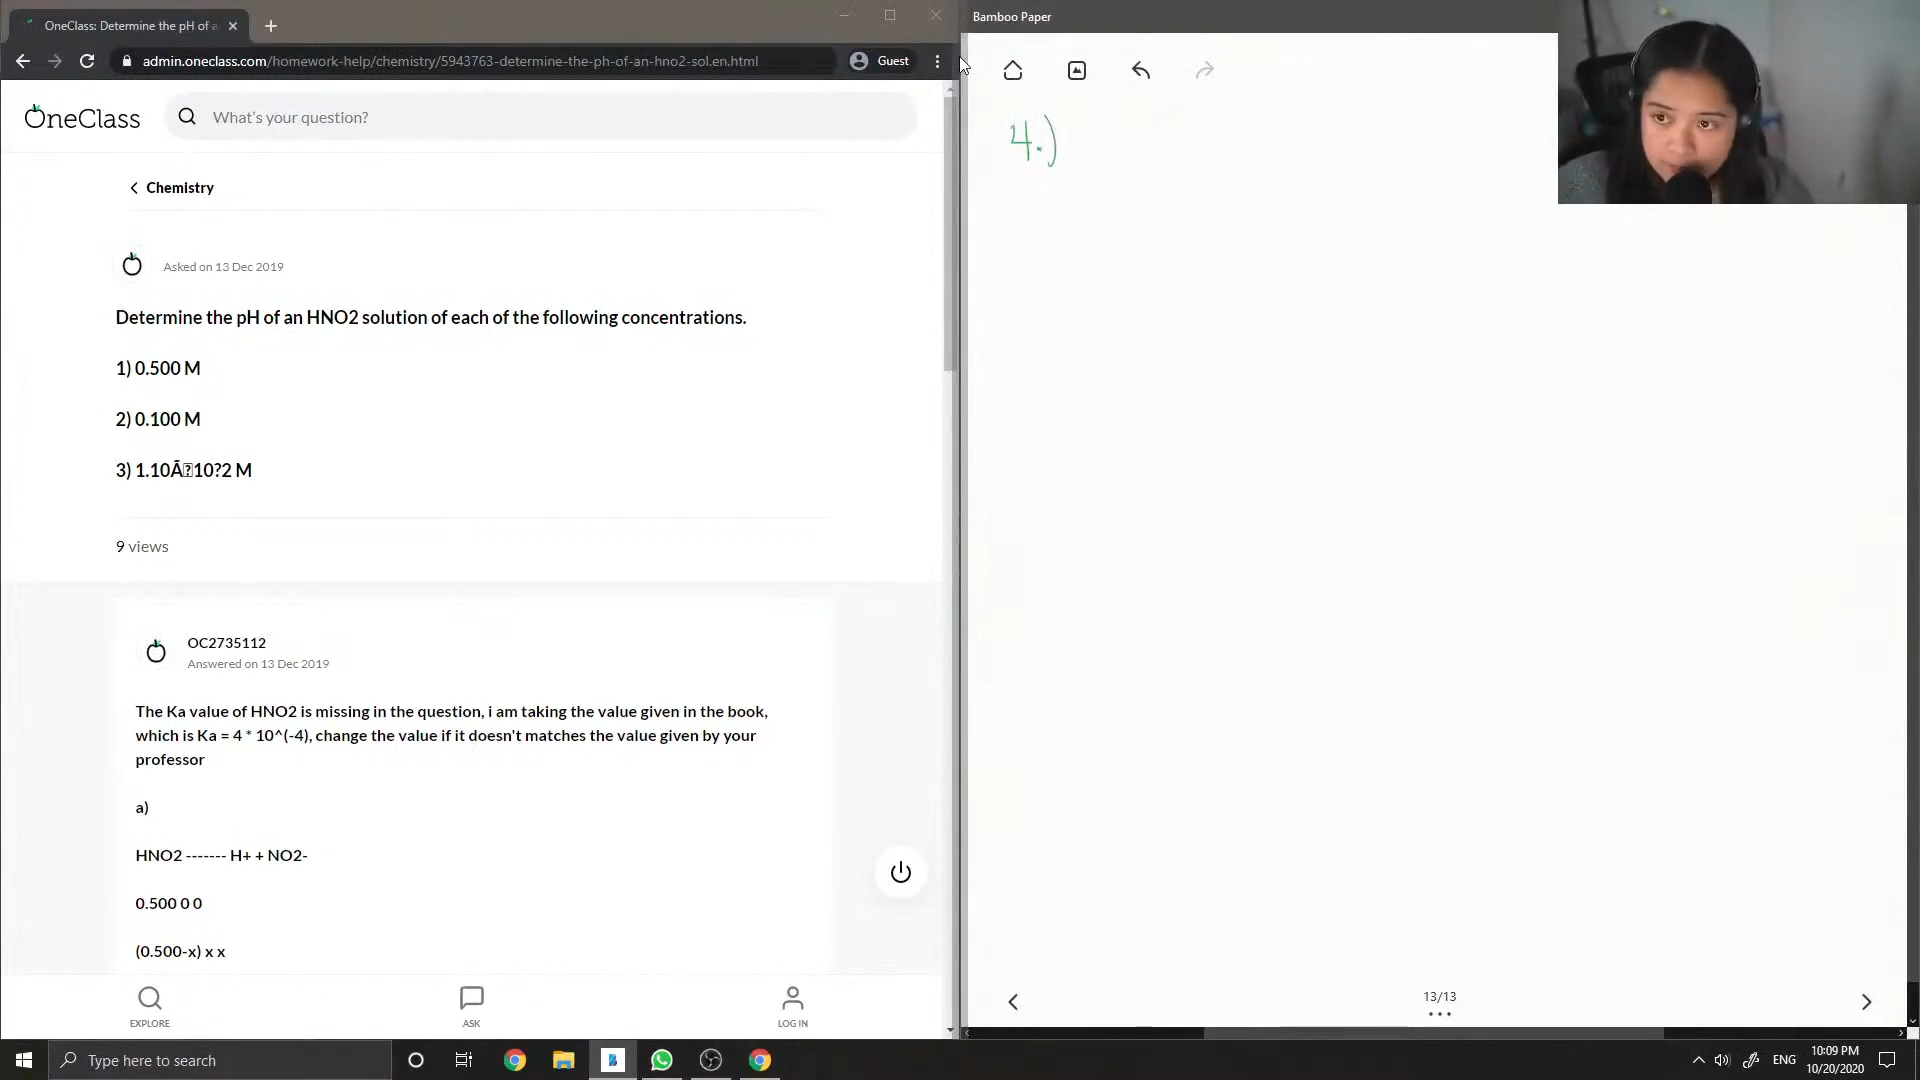 OneClass: Determine the pH of a
Bamboo Paper
admin.oneclass.com/homework-help/chemistry/5943763-determine-the-ph-of-an-hno2-sol.en.html
Guest
OneClass
What's your question?
4.)
Chemistry
Asked on 13 Dec 2019
Determine the pH of an HNO2 solution of each of the following concentrations.
1) 0.500 M
2) 0.100 M
3) 1.10Ã�10?2 M
9 views
OC2735112
Answered on 13 Dec 2019
The Ka value of HNO2 is missing in the question, i am taking the value given in the book,
which is Ka = 4 * 10^(-4), change the value if it doesn't matches the value given by your
professor
a)
HNO2 ------- H+ + NO2-
0.500 0 0
(0.500-x) x x
EXPLORE
ASK
LOG IN
13/13
Type here to search
ENG
10:09 PM
10/20/2020